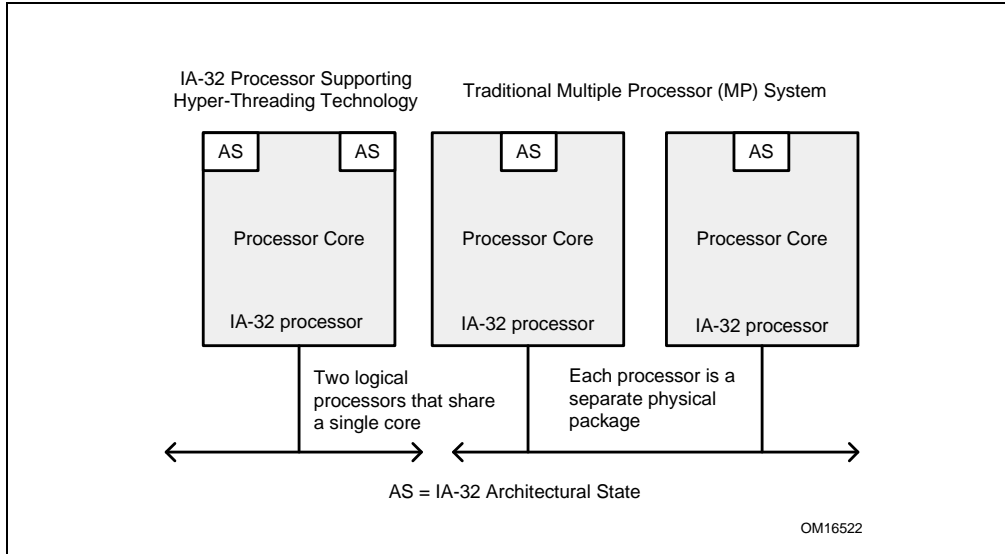 IA-32 Processor Supporting
Hyper-Threading Technology
Traditional Multiple Processor (MP) System
AS
AS
AS
AS
Processor Core
Processor Core
Processor Core
IA-32 processor
IA-32 processor
IA-32 processor
Two logical
processors that share
a single core
Each processor is a
separate physical
package
AS = IA-32 Architectural State
OM16522